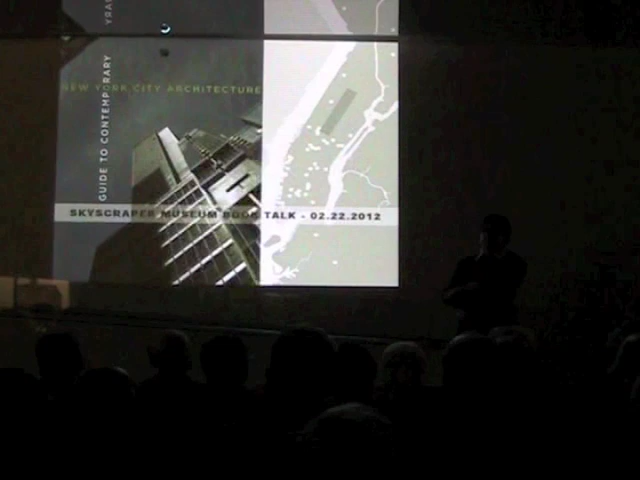 GUIDE TO CONTEMPORARY
NEW YORK CITY ARCHITECTURE
SKYSCRAPER MUSEUM BOOK TALK - 02.22.2012